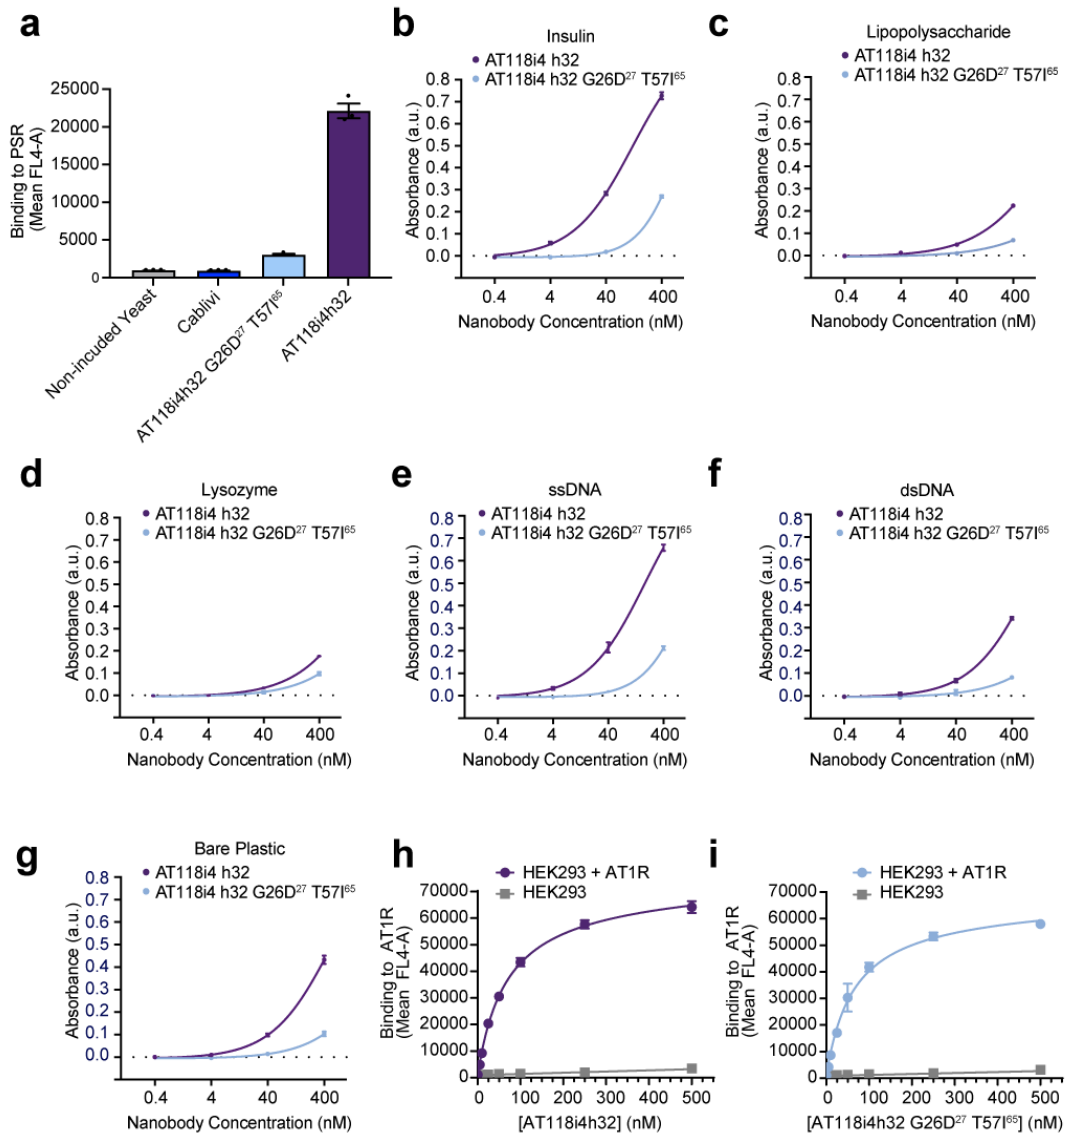 a
Binding to PSR
(Mean FL4-A)
25000
20000
15000
10000
5000
0
Non-incuded Yeast
Cablivi
AT118i4h32 G26D²⁷ T57I⁶⁵
AT118i4h32
b
Insulin
AT118i4 h32
AT118i4 h32 G26D²⁷ T57I⁶⁵
Absorbance (a.u.)
0.8
0.7
0.6
0.5
0.4
0.3
0.2
0.1
0.0
0.4 4 40 400
Nanobody Concentration (nM)
c
Lipopolysaccharide
AT118i4 h32
AT118i4 h32 G26D²⁷ T57I⁶⁵
Absorbance (a.u.)
0.8
0.7
0.6
0.5
0.4
0.3
0.2
0.1
0.0
0.4 4 40 400
Nanobody Concentration (nM)
d
Lysozyme
AT118i4 h32
AT118i4 h32 G26D²⁷ T57I⁶⁵
Absorbance (a.u.)
0.8
0.7
0.6
0.5
0.4
0.3
0.2
0.1
0.0
0.4 4 40 400
Nanobody Concentration (nM)
e
ssDNA
AT118i4 h32
AT118i4 h32 G26D²⁷ T57I⁶⁵
Absorbance (a.u.)
0.8
0.7
0.6
0.5
0.4
0.3
0.2
0.1
0.0
0.4 4 40 400
Nanobody Concentration (nM)
f
dsDNA
AT118i4 h32
AT118i4 h32 G26D²⁷ T57I⁶⁵
Absorbance (a.u.)
0.8
0.7
0.6
0.5
0.4
0.3
0.2
0.1
0.0
0.4 4 40 400
Nanobody Concentration (nM)
g
Bare Plastic
AT118i4 h32
AT118i4 h32 G26D²⁷ T57I⁶⁵
Absorbance (a.u.)
0.8
0.7
0.6
0.5
0.4
0.3
0.2
0.1
0.0
0.4 4 40 400
Nanobody Concentration (nM)
h
HEK293 + AT1R
HEK293
Binding to AT1R
(Mean FL4-A)
70000
60000
50000
40000
30000
20000
10000
0
0 100 200 300 400 500
[AT118i4h32] (nM)
i
HEK293 + AT1R
HEK293
Binding to AT1R
(Mean FL4-A)
70000
60000
50000
40000
30000
20000
10000
0
0 100 200 300 400 500
[AT118i4h32 G26D²⁷ T57I⁶⁵] (nM)